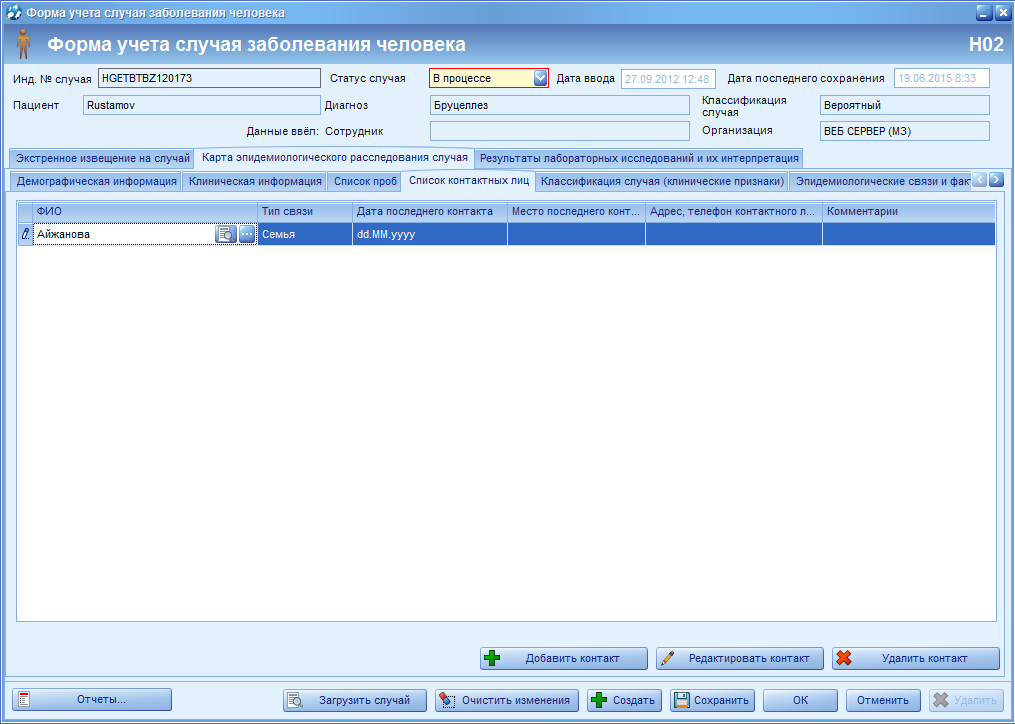 Форма учета случая заболевания человека
Форма учета случая заболевания человека H02
Инд. № случая HGETBTBZ120173 Статус случая В процессе Дата ввода 27.09.2012 12:48 Дата последнего сохранения 19.06.2015 8:33
Пациент Rustamov Диагноз Бруцеллез Классификация случая Вероятный
Данные ввёл: Сотрудник Организация ВЕБ СЕРВЕР (МЗ)
Экстренное извещение на случай Карта эпидемиологического расследования случая Результаты лабораторных исследований и их интерпретация
Демографическая информация Клиническая информация Список проб Список контактных лиц Классификация случая (клинические признаки) Эпидемиологические связи и фак
ФИО Тип связи Дата последнего контакта Место последнего конт... Адрес, телефон контактного л... Комментарии
Айжанова ... Семья dd.MM.yyyy
Добавить контакт Редактировать контакт Удалить контакт
Отчеты... Загрузить случай Очистить изменения Создать Сохранить ОК Отменить Удалить